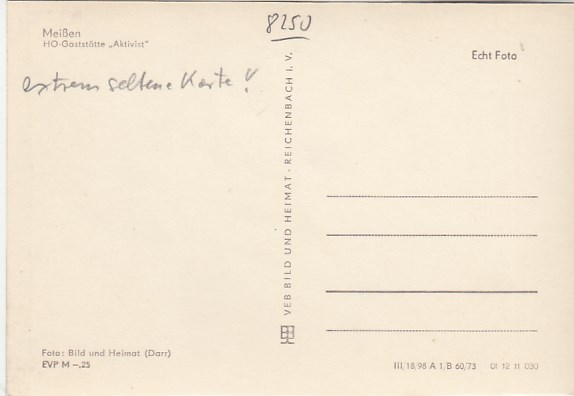 8250
Meißen
HO-Gaststätte „Aktivist"
Echt Foto
extrem seltene Karte!
VEB BILD UND HEIMAT · REICHENBACH I. V.
Foto: Bild und Heimat (Darr)
EVP M –.25
III/18/98 A 1/B 60/73 01 12 11 030